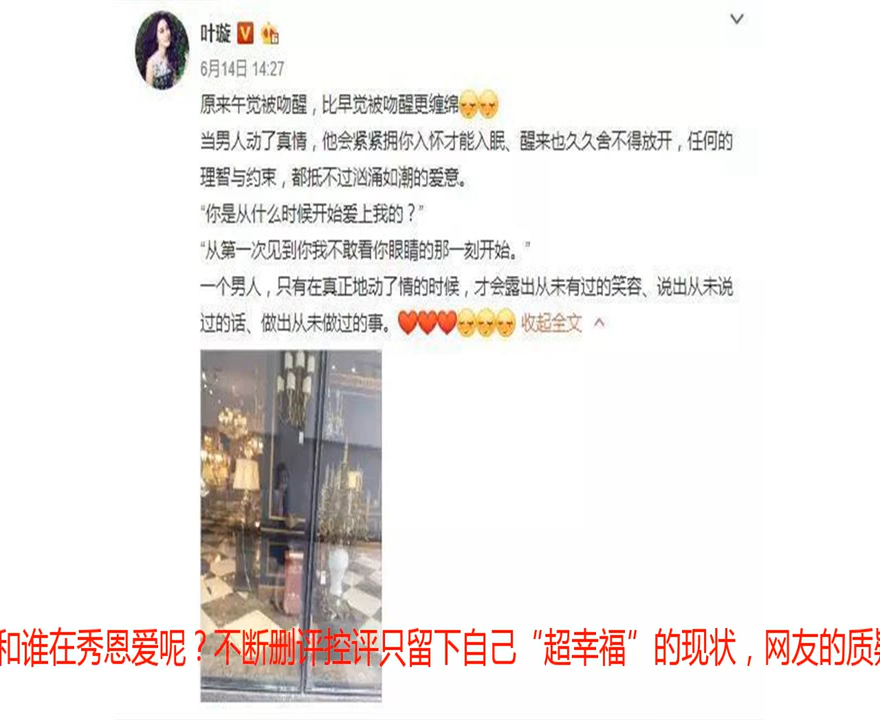 叶璇
6月14日 14:27
原来午觉被吻醒，比早觉被吻醒更缠绵
当男人动了真情，他会紧紧拥你入怀才能入眠、醒来也久久舍不得放开，任何的
理智与约束，都抵不过汹涌如潮的爱意。
“你是从什么时候开始爱上我的？”
“从第一次见到你我不敢看你眼睛的那一刻开始。”
一个男人，只有在真正地动了情的时候，才会露出从未有过的笑容、说出从未说
过的话、做出从未做过的事。 收起全文
和谁在秀恩爱呢？不断删评控评只留下自己“超幸福”的现状，网友的质疑